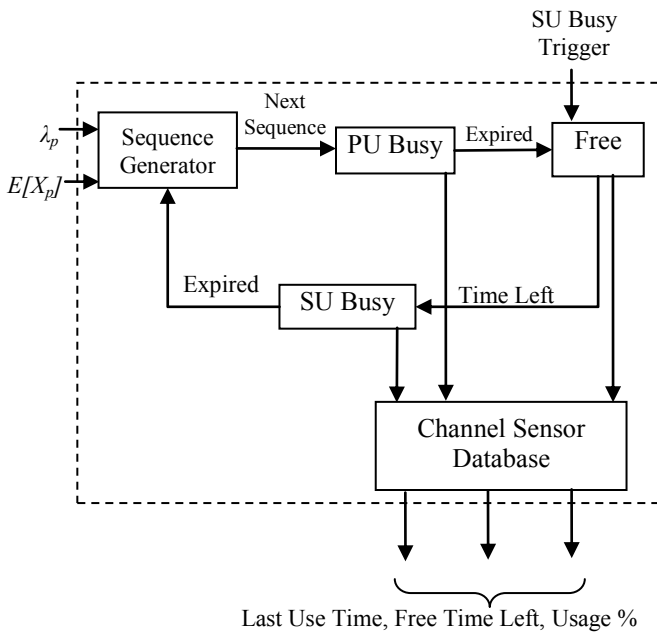 SU Busy
Trigger
Next
Sequence
λp
Sequence
Generator
PU Busy
Expired
Free
E[Xp]
Expired
SU Busy
Time Left
Channel Sensor
Database
Last Use Time, Free Time Left, Usage %